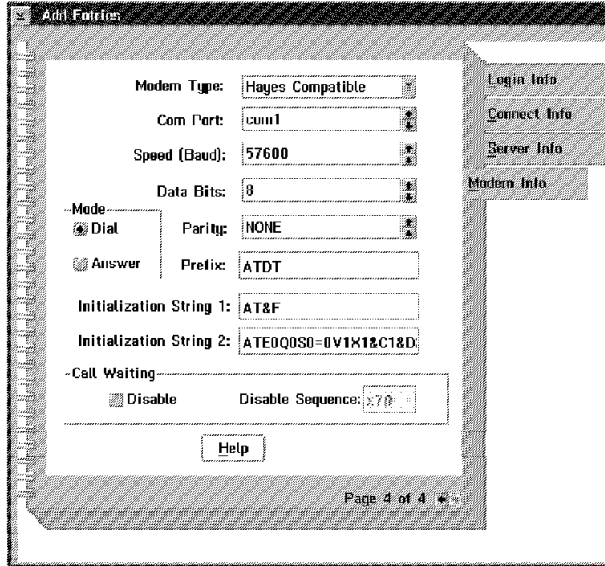 Add Entries
Login Info
Connect Info
Server Info
Modem Info
Modem Type: Hayes Compatible
Com Port: com1
Speed (Baud): 57600
Data Bits: 8
Mode
Dial
Answer
Parity: NONE
Prefix: ATDT
Initialization String 1: AT&F
Initialization String 2: ATE0Q0S0=0V1X1&C1&D
Call Waiting
Disable
Disable Sequence: x70
Help
Page 4 of 4